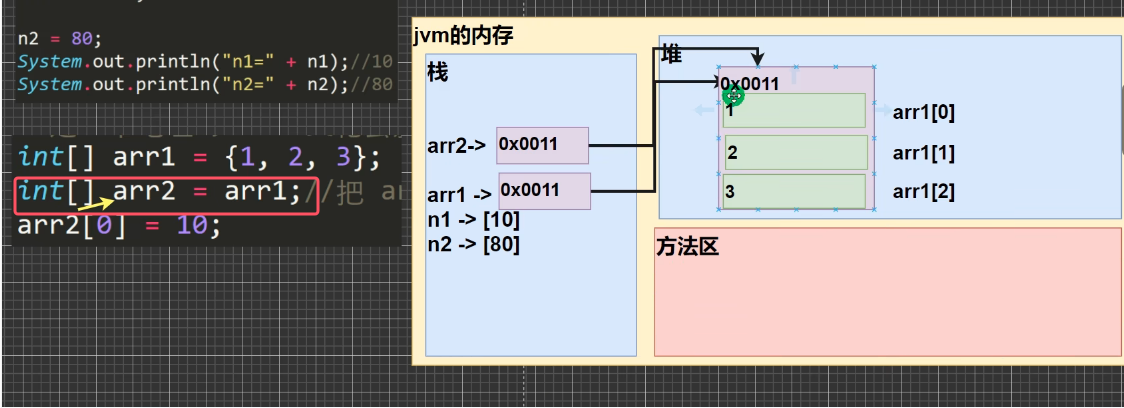 n2 = 80;
System.out.println("n1=" + n1);//10
System.out.println("n2=" + n2);//80
int[] arr1 = {1, 2, 3};
int[] arr2 = arr1;//把 ar
arr2[0] = 10;
jvm的内存
栈
arr2-> 0x0011
arr1 -> 0x0011
n1 -> [10]
n2 -> [80]
堆
0x0011
1 arr1[0]
2 arr1[1]
3 arr1[2]
方法区